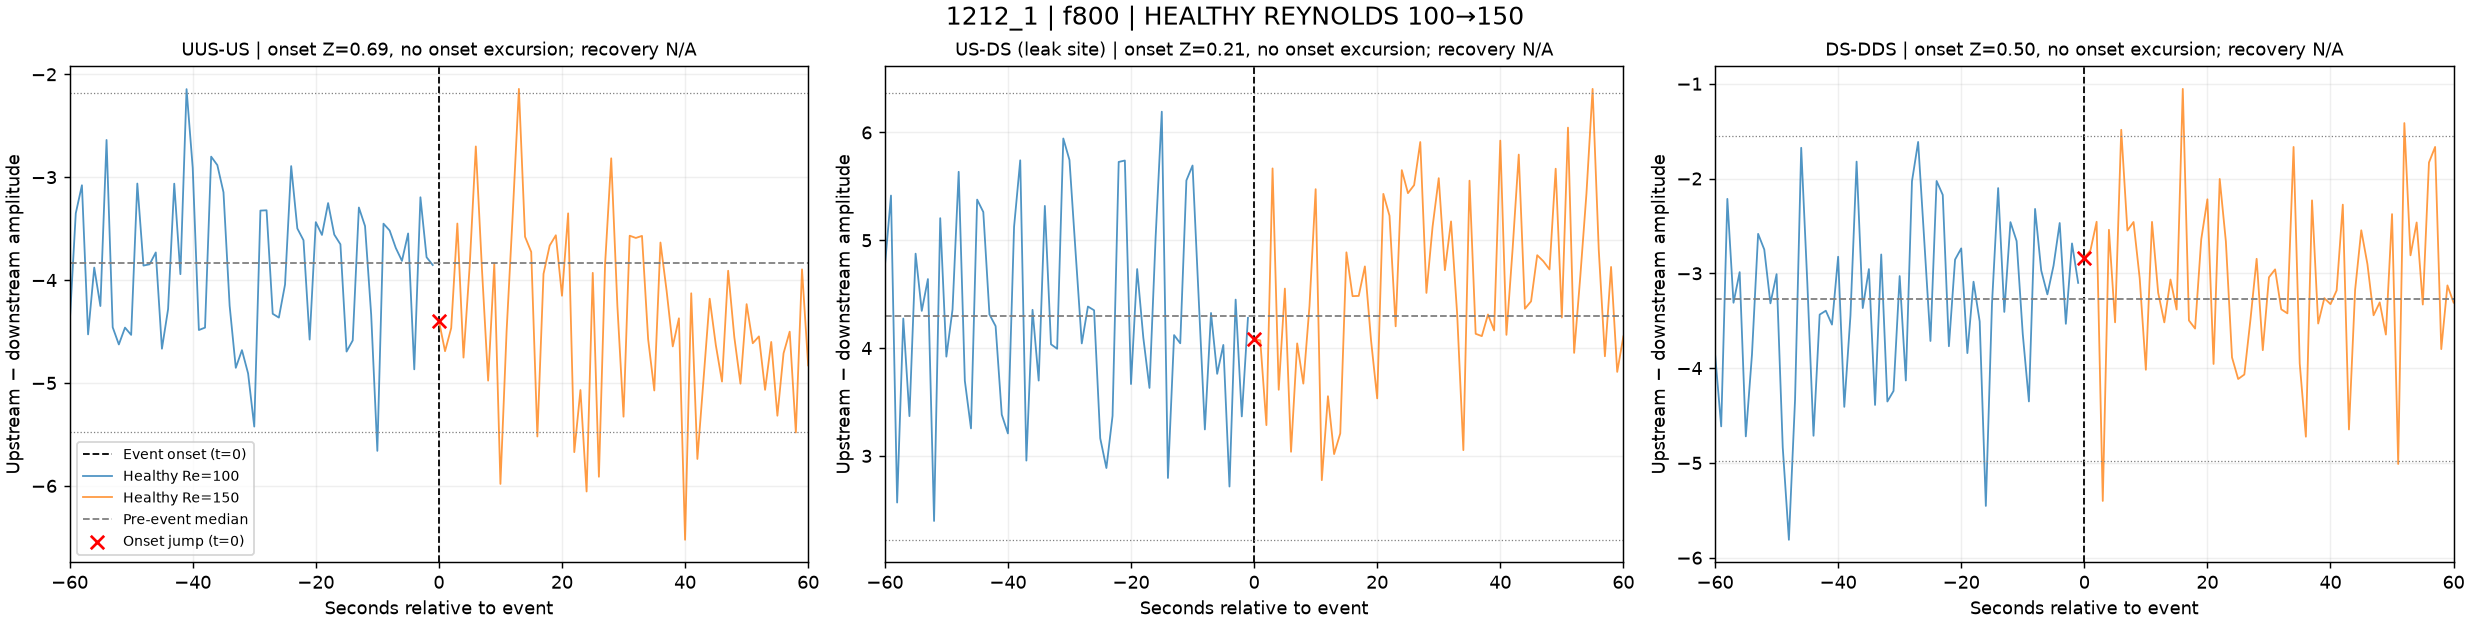 1212_1 | f800 | HEALTHY REYNOLDS 100→150
UUS-US | onset Z=0.69, no onset excursion; recovery N/A
Upstream − downstream amplitude
−2
−3
−4
−5
−6
Event onset (t=0)
Healthy Re=100
Healthy Re=150
Pre-event median
Onset jump (t=0)
−60 −40 −20 0 20 40 60
Seconds relative to event
US-DS (leak site) | onset Z=0.21, no onset excursion; recovery N/A
Upstream − downstream amplitude
6
5
4
3
−60 −40 −20 0 20 40 60
Seconds relative to event
DS-DDS | onset Z=0.50, no onset excursion; recovery N/A
Upstream − downstream amplitude
−1
−2
−3
−4
−5
−6
−60 −40 −20 0 20 40 60
Seconds relative to event